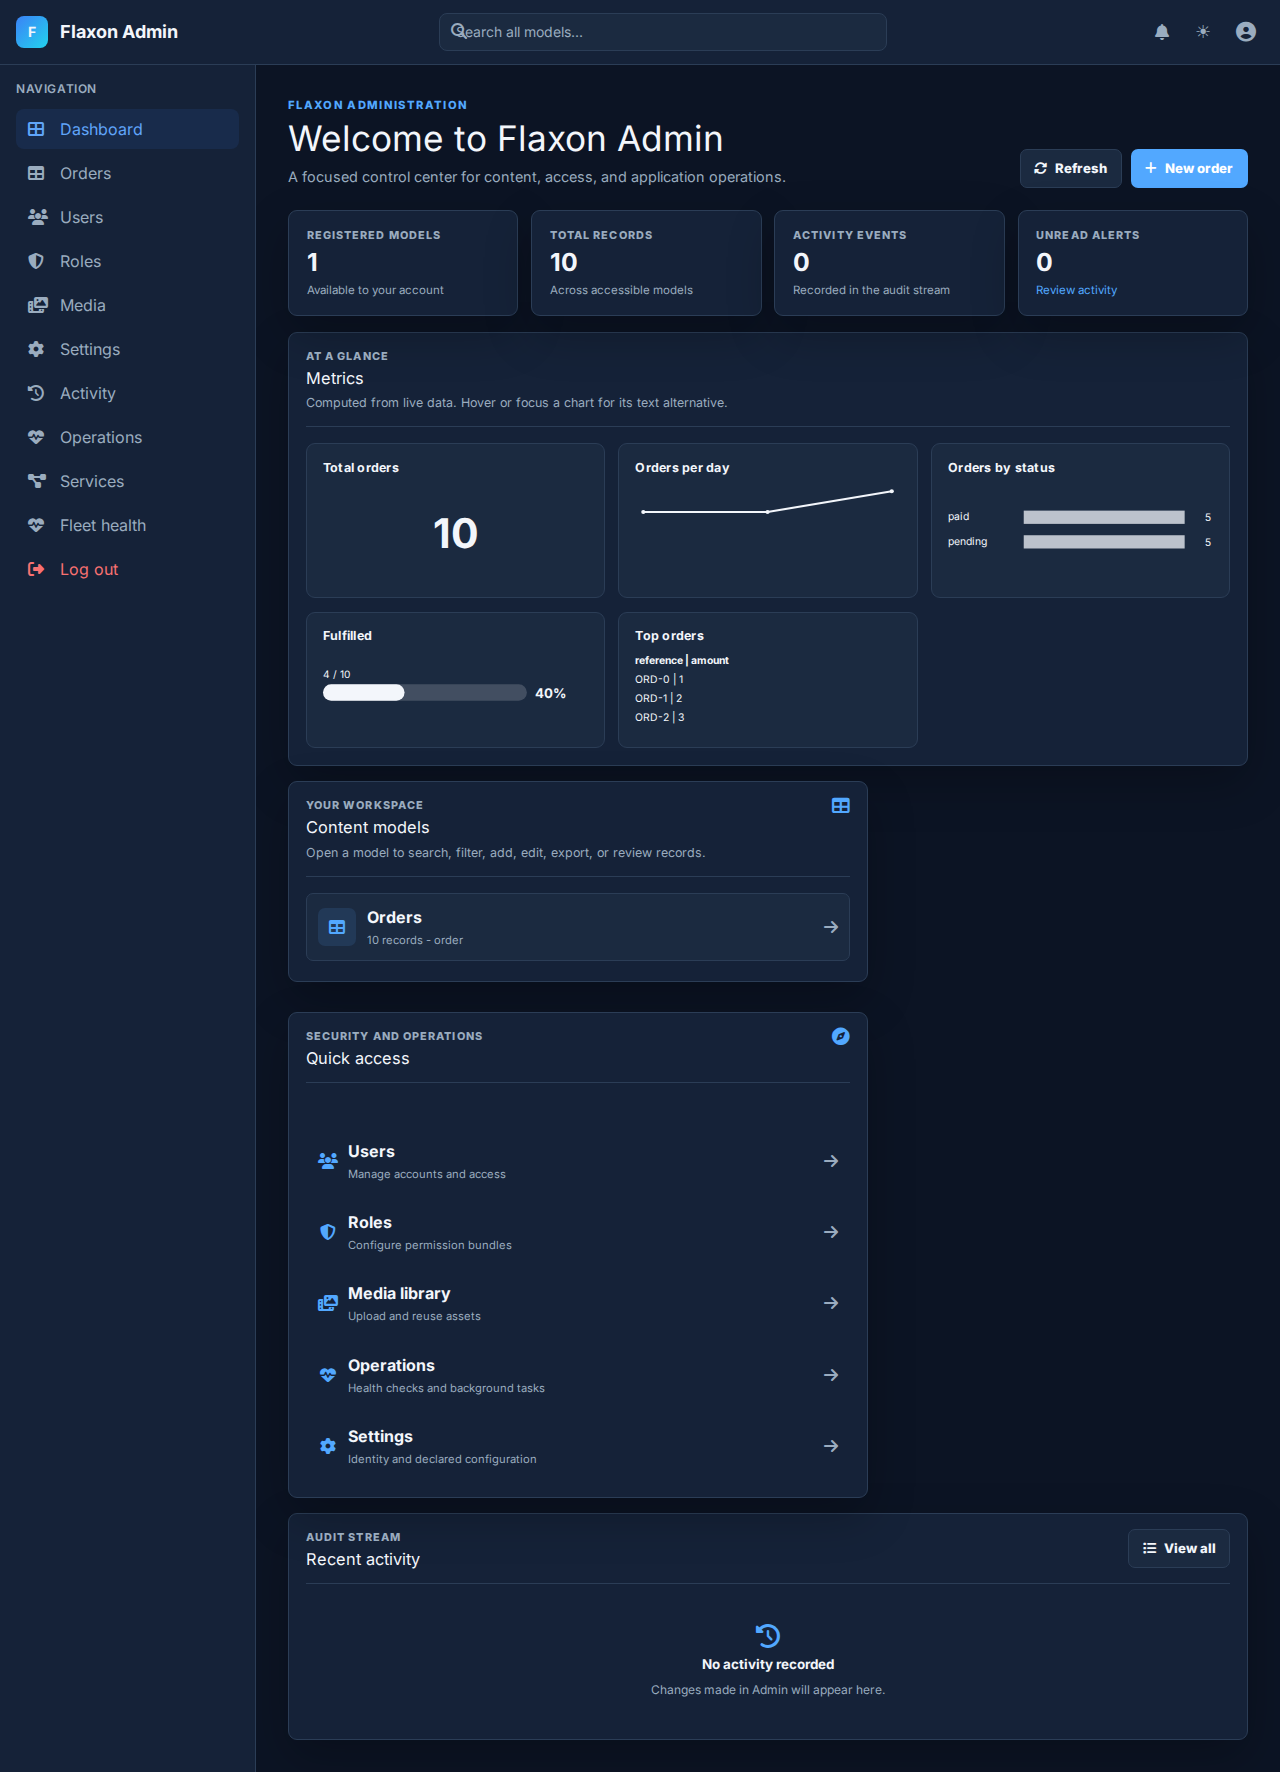 F Flaxon Admin
Search all models...
NAVIGATION
Dashboard
Orders
Users
Roles
Media
Settings
Activity
Operations
Services
Fleet health
Log out
FLAXON ADMINISTRATION
Welcome to Flaxon Admin
A focused control center for content, access, and application operations.
Refresh
New order
REGISTERED MODELS
1
Available to your account
TOTAL RECORDS
10
Across accessible models
ACTIVITY EVENTS
0
Recorded in the audit stream
UNREAD ALERTS
0
Review activity
AT A GLANCE
Metrics
Computed from live data. Hover or focus a chart for its text alternative.
Total orders
10
Orders per day
Orders by status
paid 5
pending 5
Fulfilled
4 / 10
40%
Top orders
reference | amount
ORD-0 | 1
ORD-1 | 2
ORD-2 | 3
YOUR WORKSPACE
Content models
Open a model to search, filter, add, edit, export, or review records.
Orders
10 records - order
SECURITY AND OPERATIONS
Quick access
Users
Manage accounts and access
Roles
Configure permission bundles
Media library
Upload and reuse assets
Operations
Health checks and background tasks
Settings
Identity and declared configuration
AUDIT STREAM
Recent activity
View all
No activity recorded
Changes made in Admin will appear here.